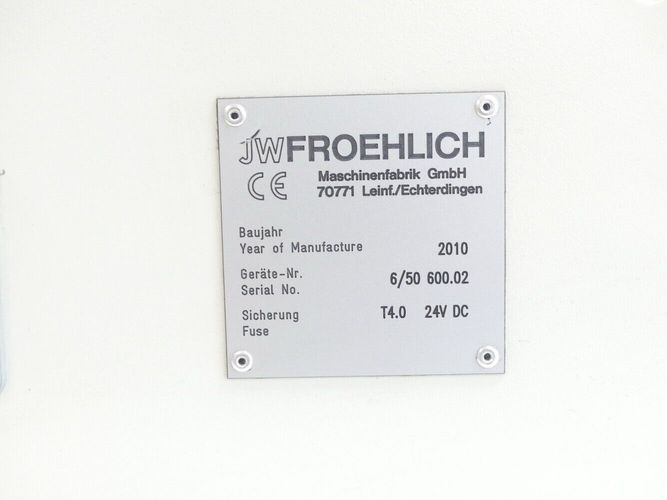 JWFROEHLICH
CE
Maschinenfabrik GmbH
70771 Leinf./Echterdingen
Baujahr
Year of Manufacture 2010
Geräte-Nr.
Serial No. 6/50 600.02
Sicherung T4.0 24V DC
Fuse